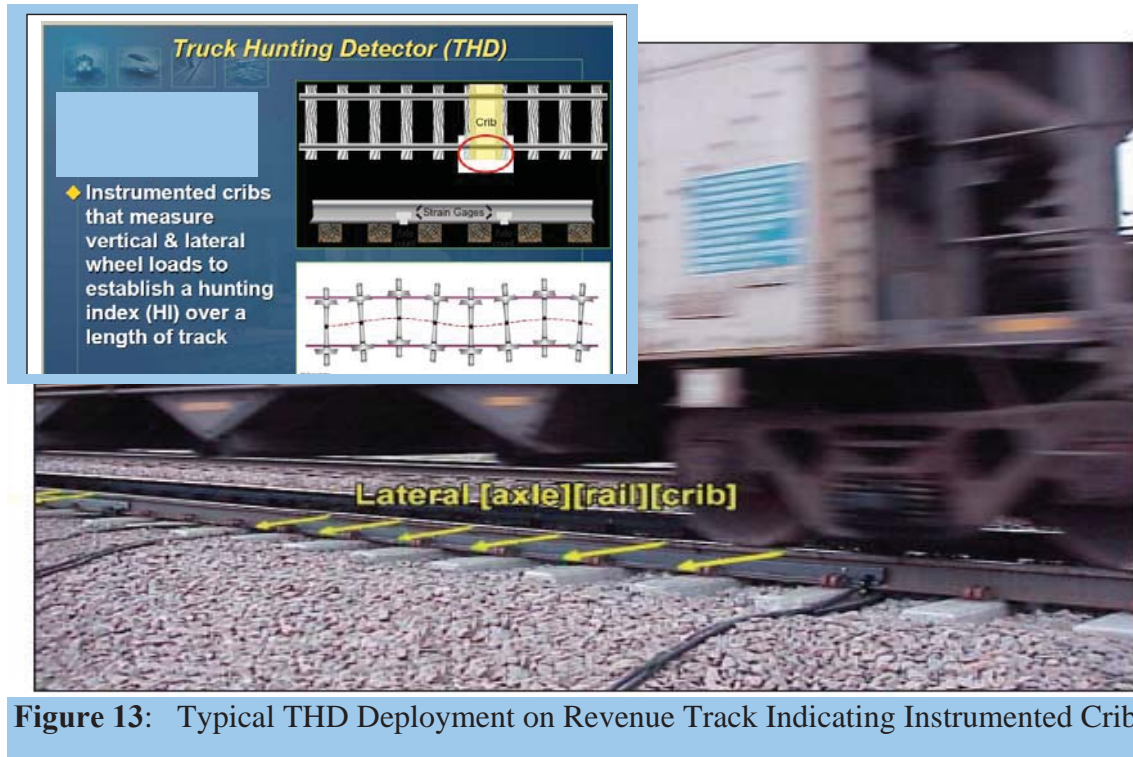 Truck Hunting Detector (THD)
Crib
Strain Gages
Instrumented cribs
that measure
vertical & lateral
wheel loads to
establish a hunting
index (HI) over a
length of track
Lateral [axle][rail][crib]
Figure 13: Typical THD Deployment on Revenue Track Indicating Instrumented Crib